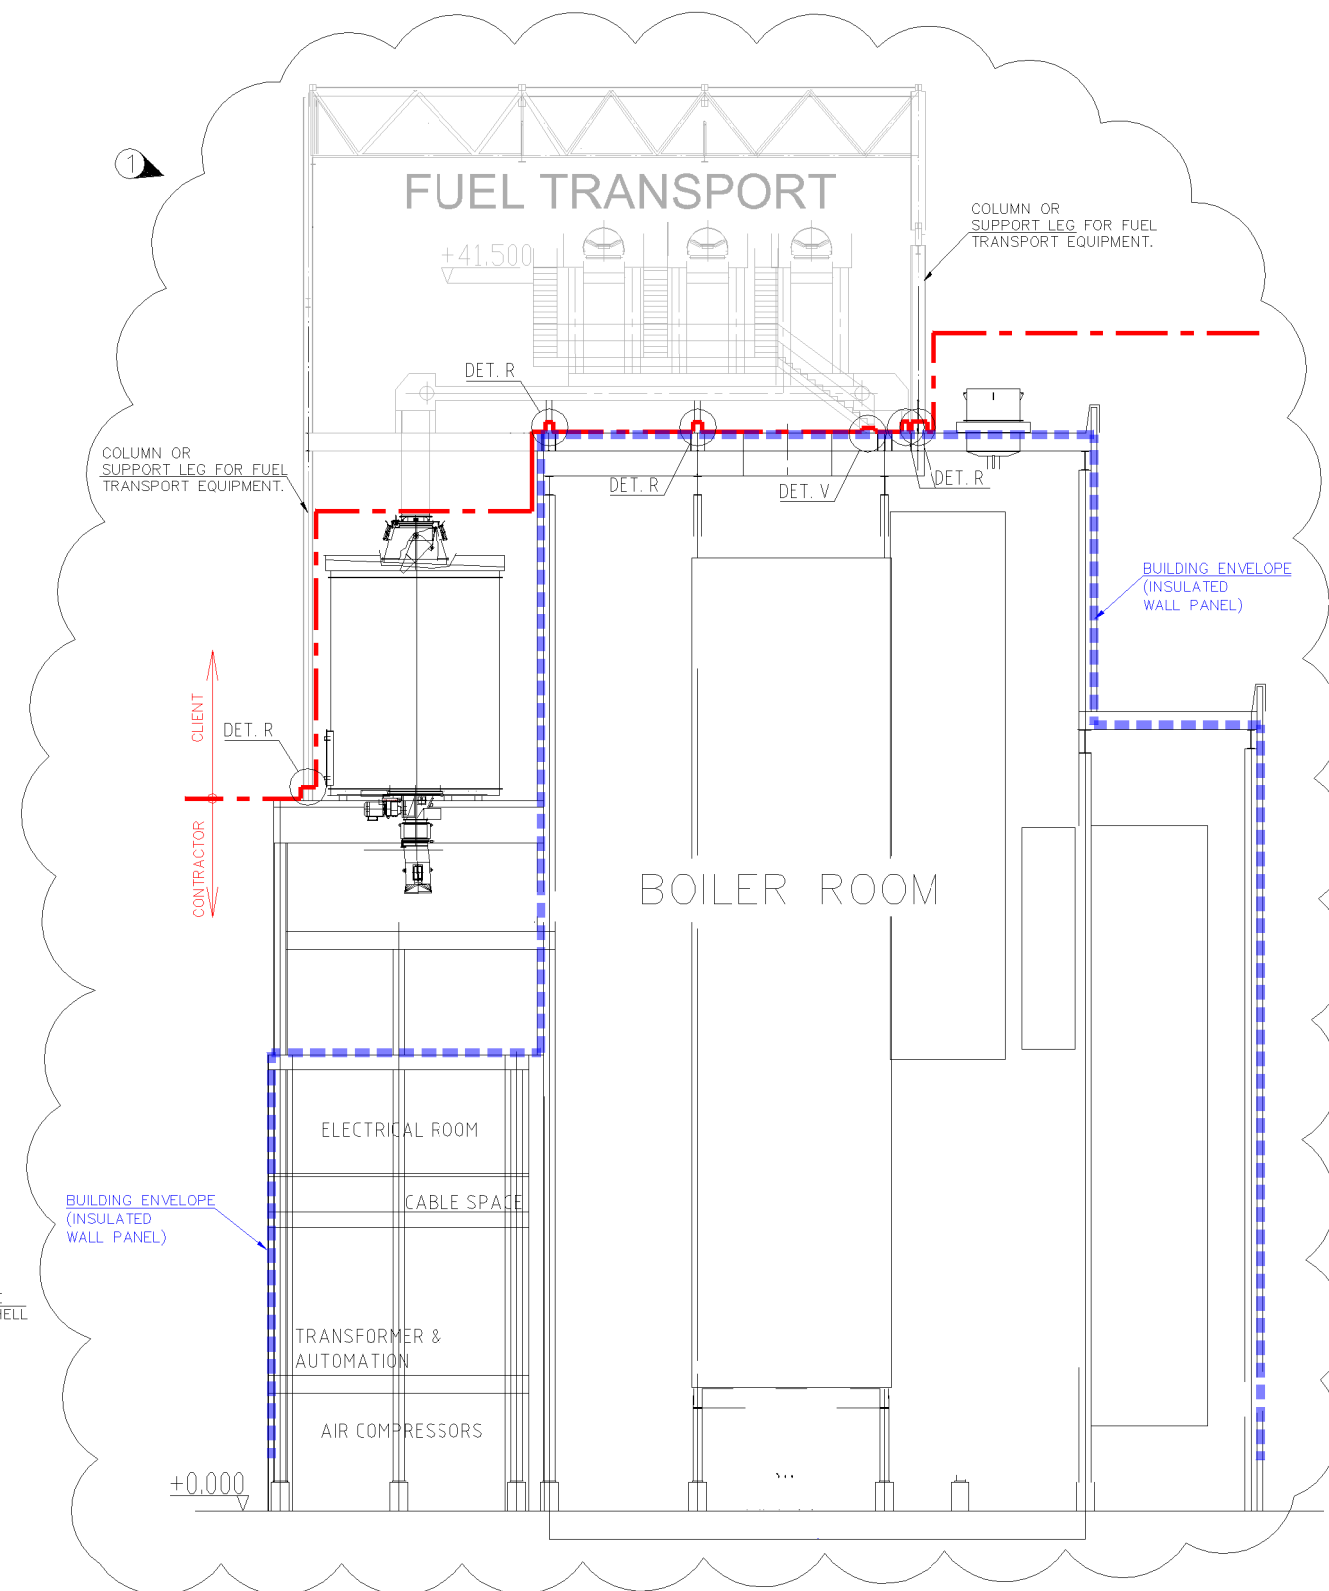 1
FUEL TRANSPORT
COLUMN OR
SUPPORT LEG FOR FUEL
TRANSPORT EQUIPMENT.
+41.500
DET. R
COLUMN OR
SUPPORT LEG FOR FUEL
TRANSPORT EQUIPMENT.
DET. R
DET. V
DET. R
BUILDING ENVELOPE
(INSULATED
WALL PANEL)
CLIENT
DET. R
CONTRACTOR
BOILER ROOM
ELECTRICAL ROOM
CABLE SPACE
BUILDING ENVELOPE
(INSULATED
WALL PANEL)
TRANSFORMER &
AUTOMATION
AIR COMPRESSORS
+0.000